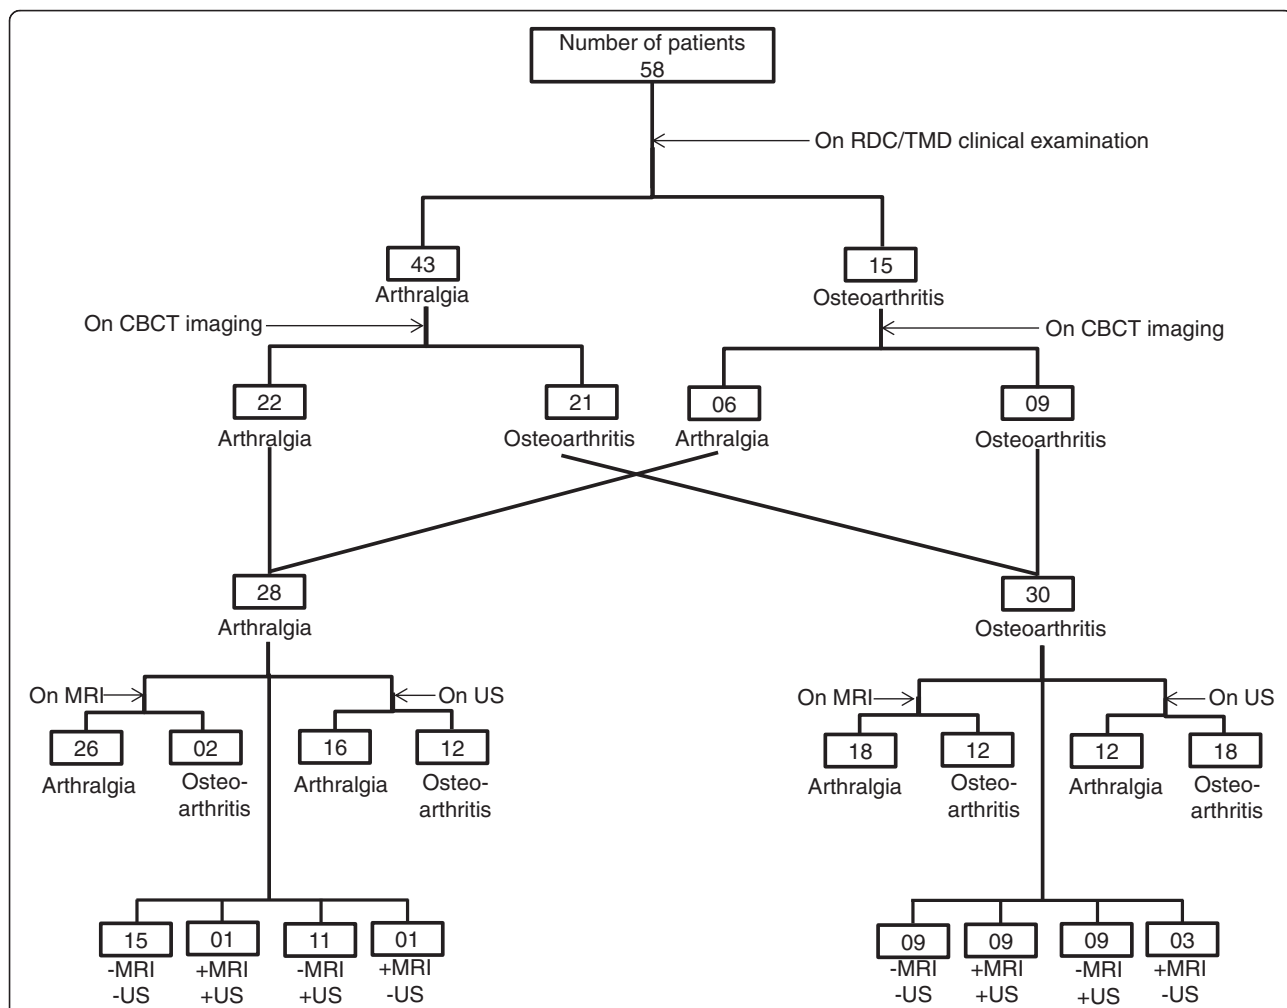 Number of patients
58
On RDC/TMD clinical examination
43
15
Arthralgia
Osteoarthritis
On CBCT imaging
On CBCT imaging
22
21
06
09
Arthralgia
Osteoarthritis
Arthralgia
Osteoarthritis
28
30
Arthralgia
Osteoarthritis
On MRI
On US
On MRI
On US
26
02
16
12
18
12
12
18
Arthralgia
Osteo-
arthritis
Arthralgia
Osteo-
arthritis
Arthralgia
Osteo-
arthritis
Arthralgia
Osteo-
arthritis
15
01
11
01
09
09
09
03
-MRI
-US
+MRI
+US
-MRI
+US
+MRI
-US
-MRI
-US
+MRI
+US
-MRI
+US
+MRI
-US